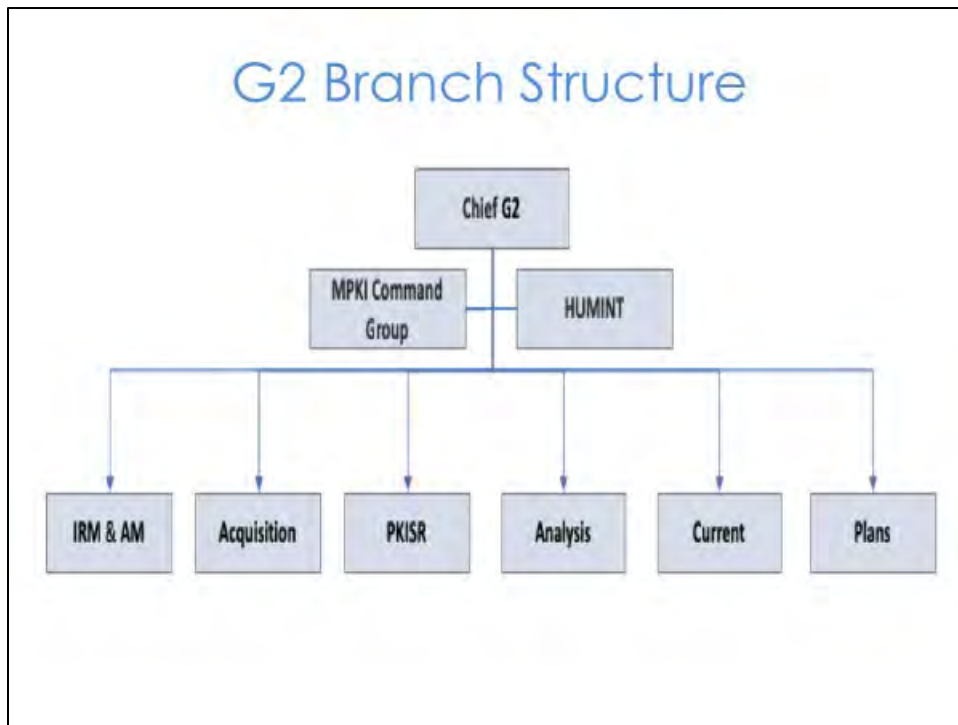 G2 Branch Structure
Chief G2
MPKI Command
Group
HUMINT
IRM & AM
Acquisition
PKISR
Analysis
Current
Plans